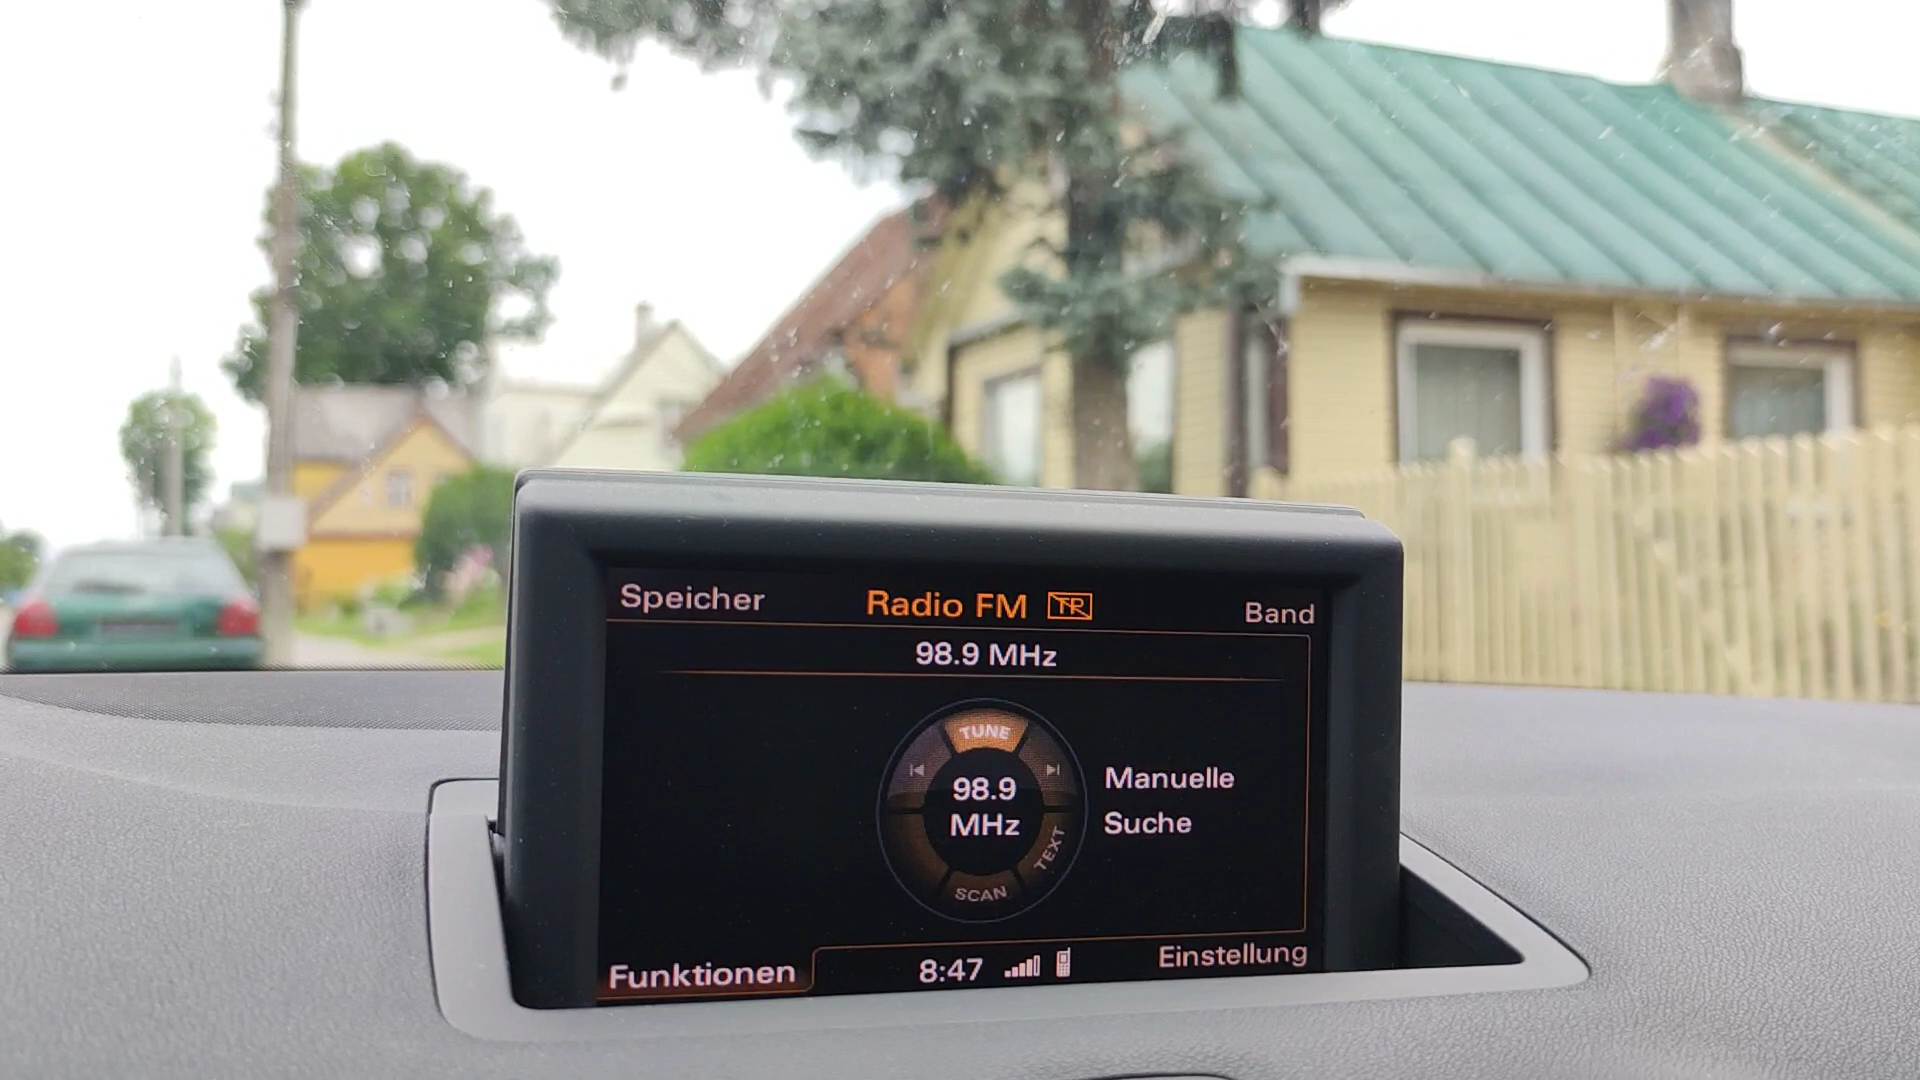 Speicher
Radio FM TP
Band
98.9 MHz
TUNE
98.9
MHz
TEXT
SCAN
Manuelle
Suche
Funktionen
8:47
Einstellung